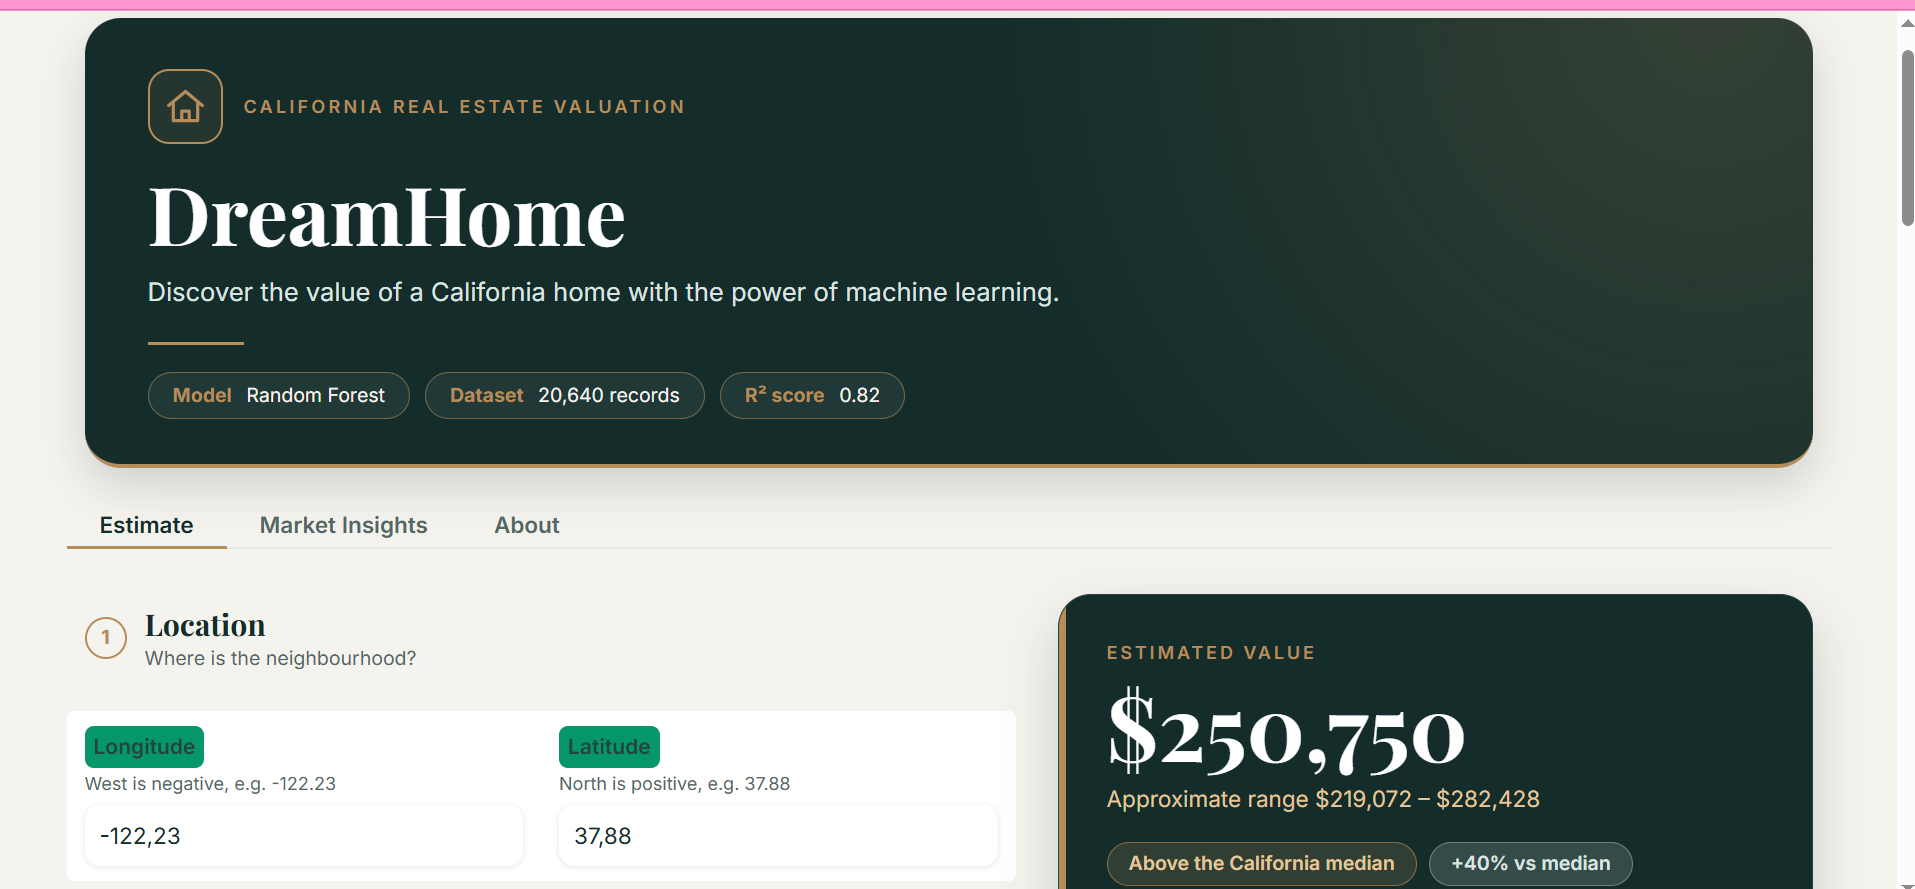 CALIFORNIA REAL ESTATE VALUATION
DreamHome
Discover the value of a California home with the power of machine learning.
Model Random Forest
Dataset 20,640 records
R² score 0.82
Estimate Market Insights About
1
Location
Where is the neighbourhood?
Longitude
West is negative, e.g. -122.23
-122,23
Latitude
North is positive, e.g. 37.88
37,88
ESTIMATED VALUE
$250,750
Approximate range $219,072 – $282,428
Above the California median
+40% vs median